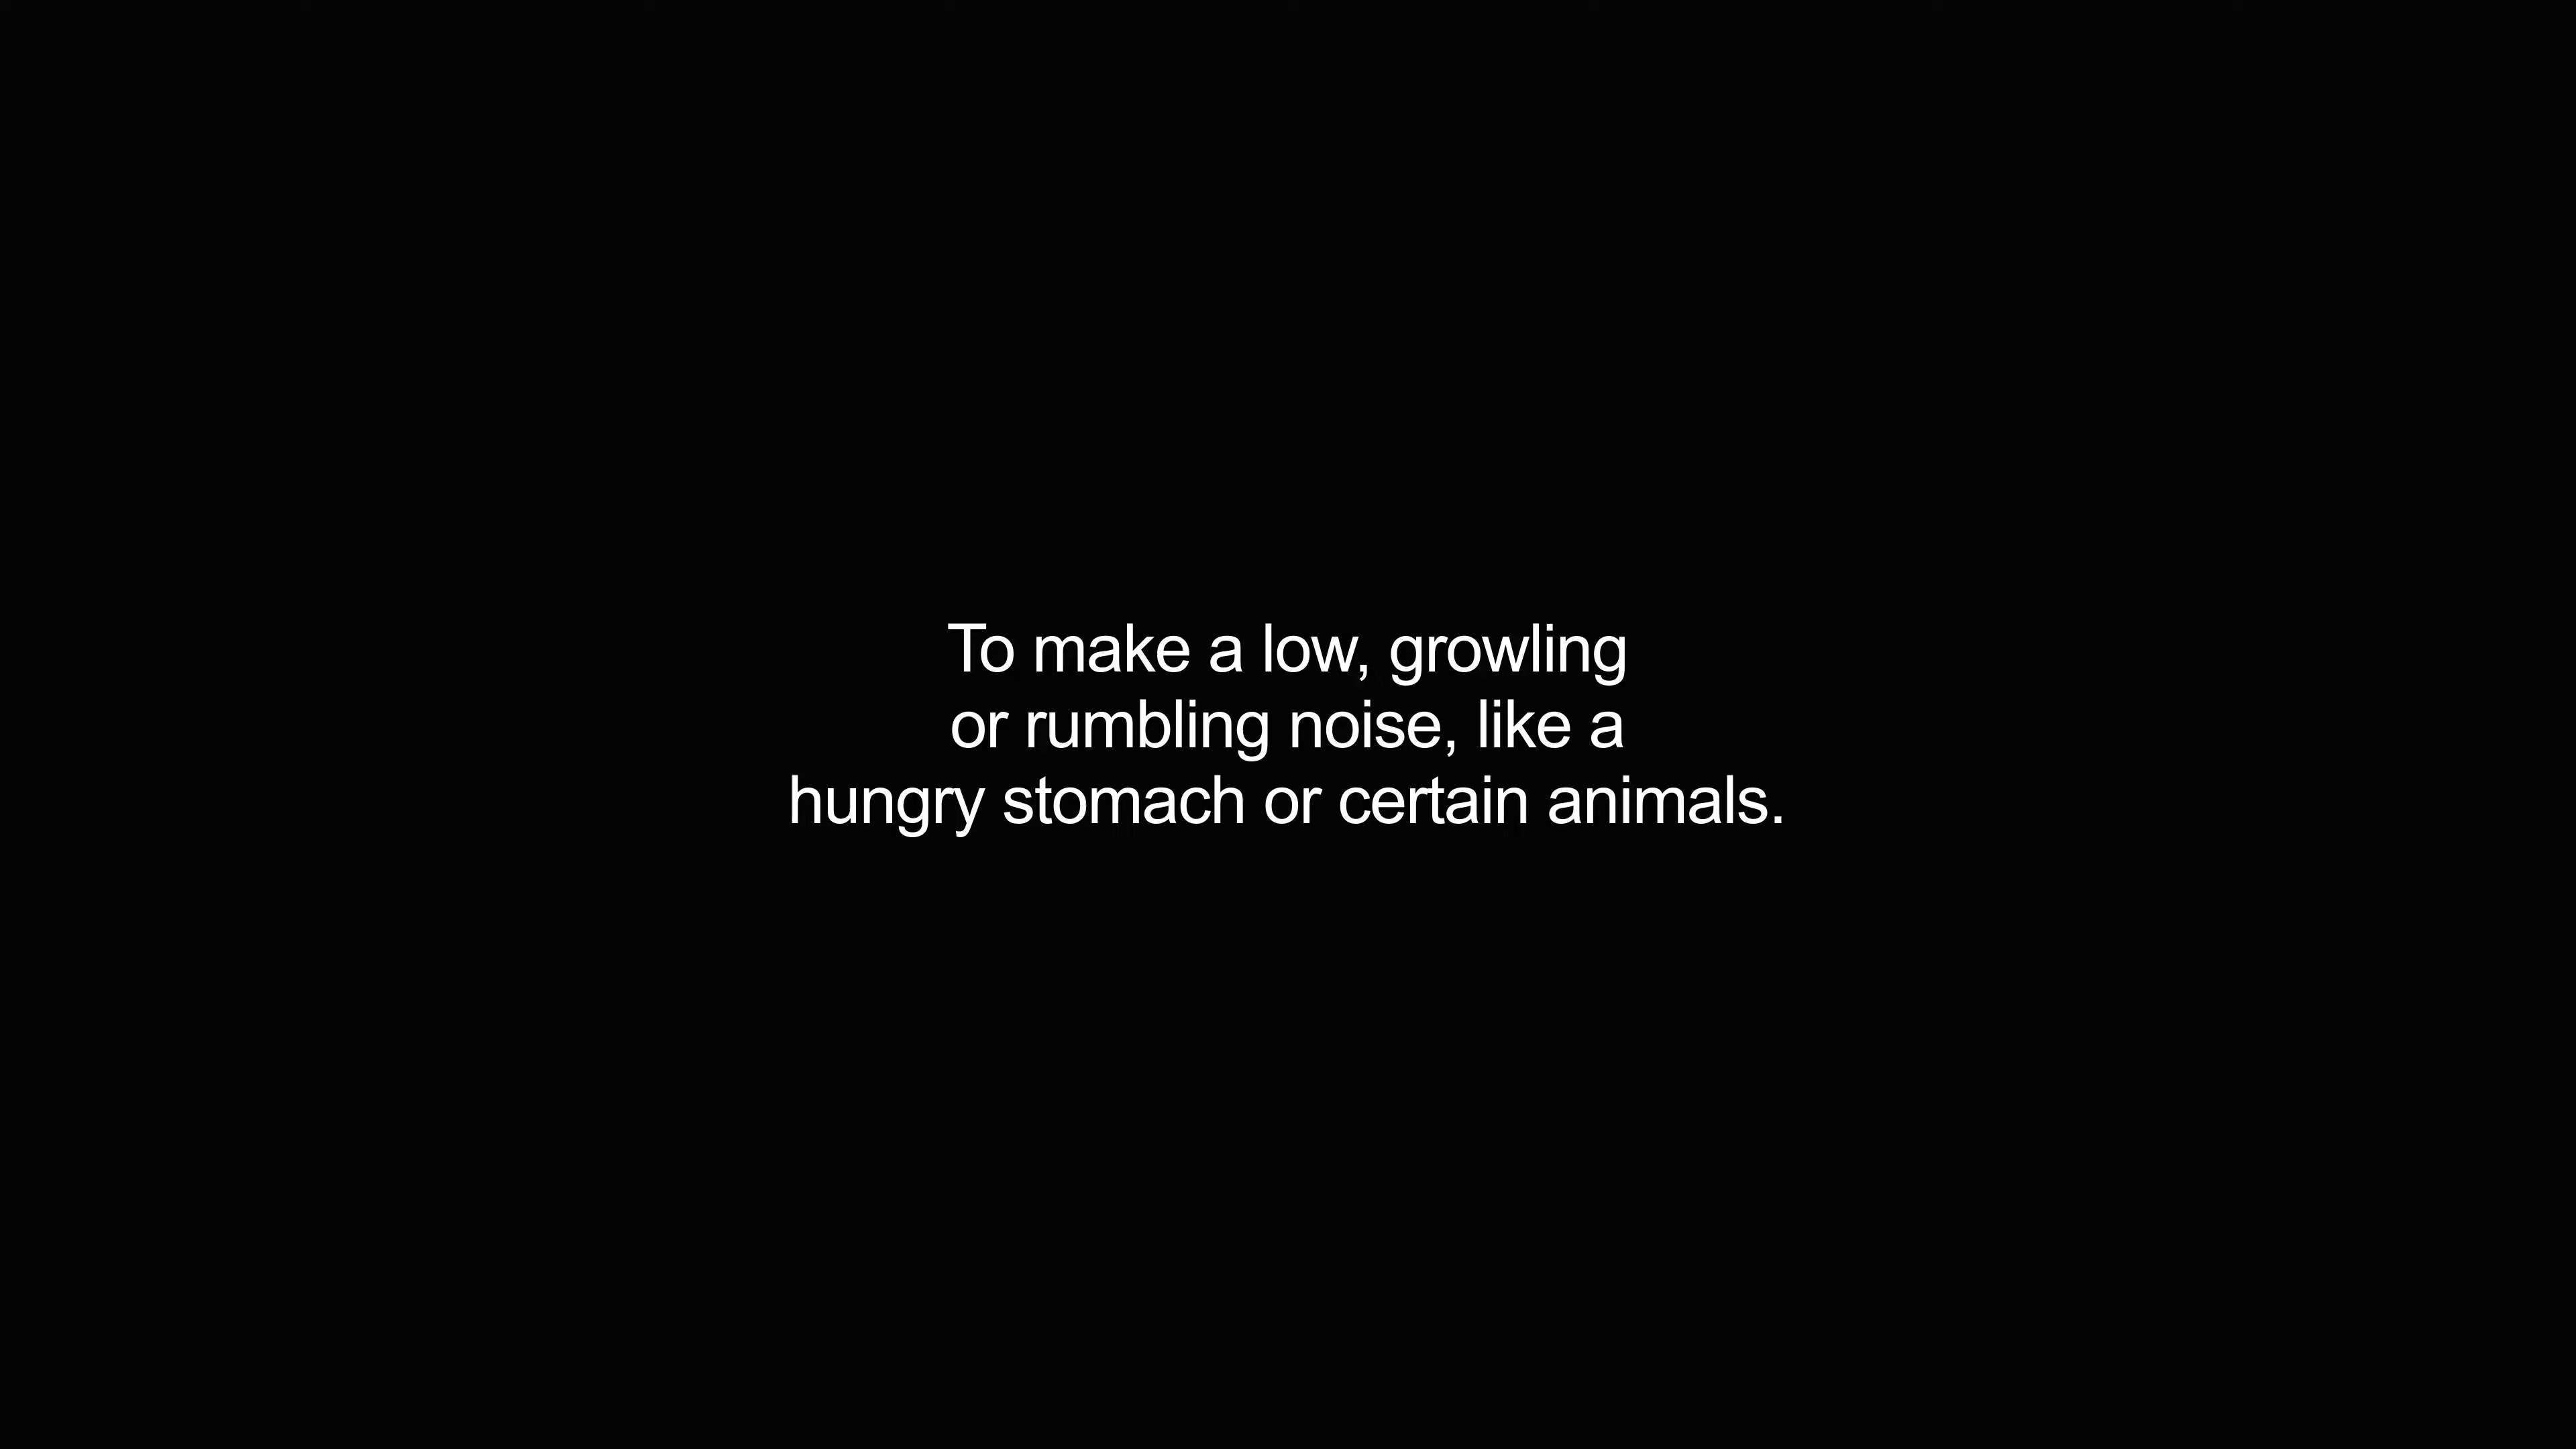 To make a low, growling
or rumbling noise, like a
hungry stomach or certain animals.